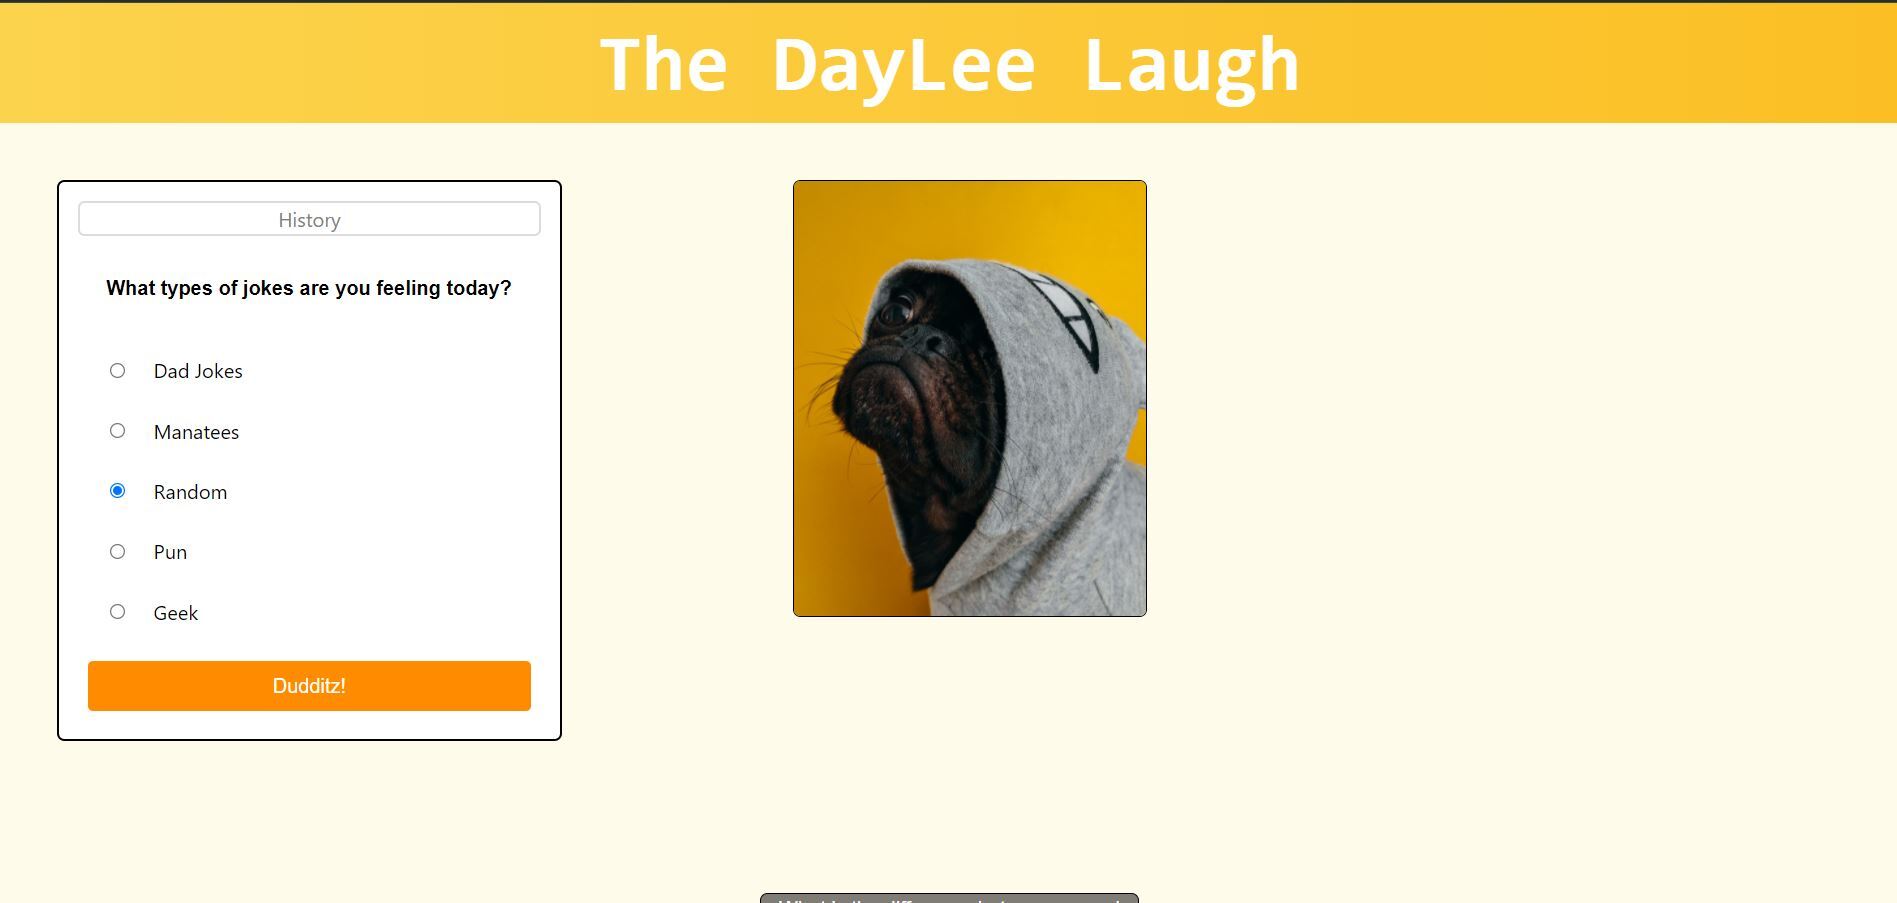 The DayLee Laugh
History
What types of jokes are you feeling today?
Dad Jokes
Manatees
Random
Pun
Geek
Dudditz!